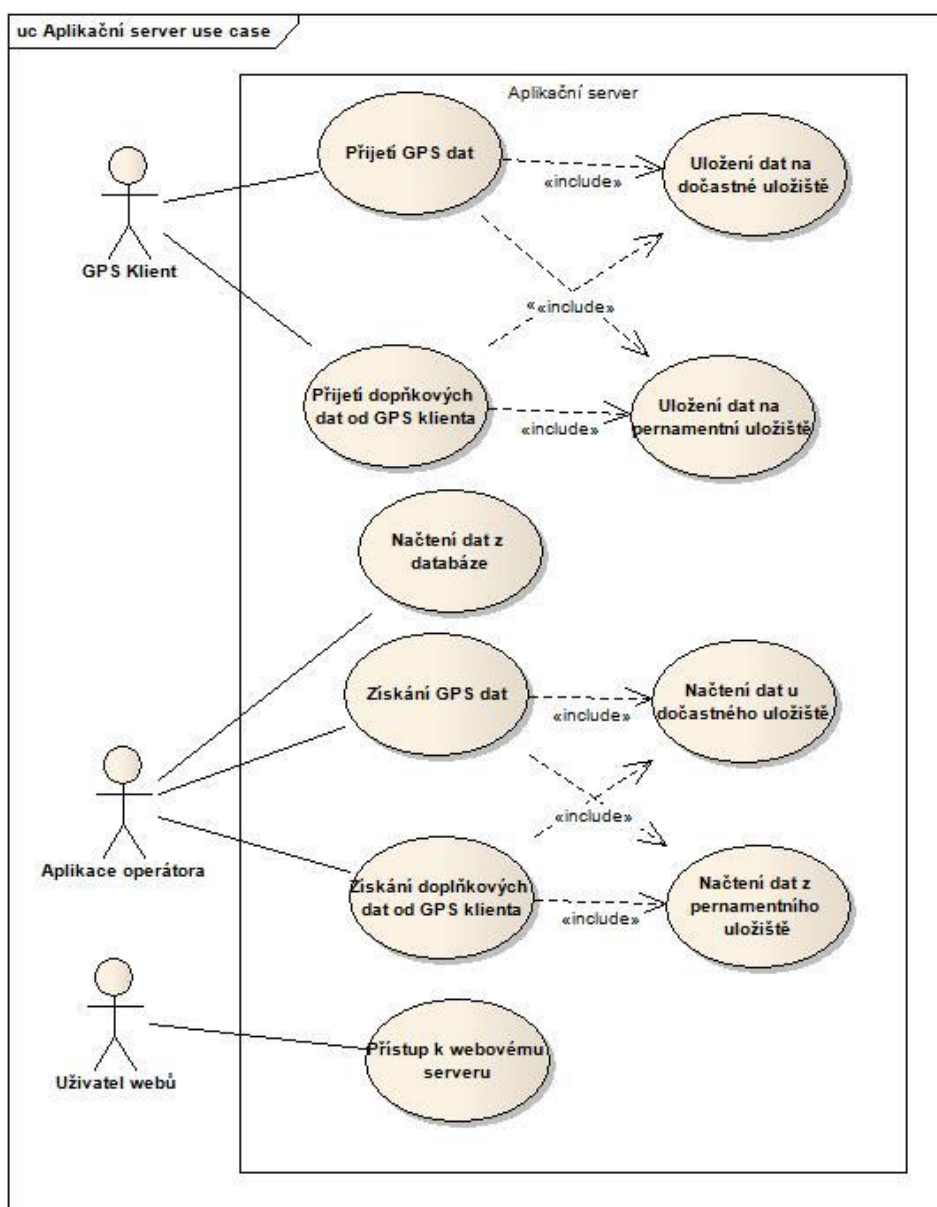 uc Aplikační server use case
Aplikační server
Přijetí GPS dat
Uložení dat na
dočastné uložiště
«include»
GPS Klient
«
«include»
Přijetí dopňkových
dat od GPS klienta
Uložení dat na
pernamentní uložiště
«include»
Načtení dat z
databáze
Získání GPS dat
Načtení dat u
dočastného uložiště
«include»
«include»
Aplikace operátora
Získání doplňkových
dat od GPS klienta
Načtení dat z
pernamentního
uložiště
«include»
Přístup k webovému
serveru
Uživatel webů